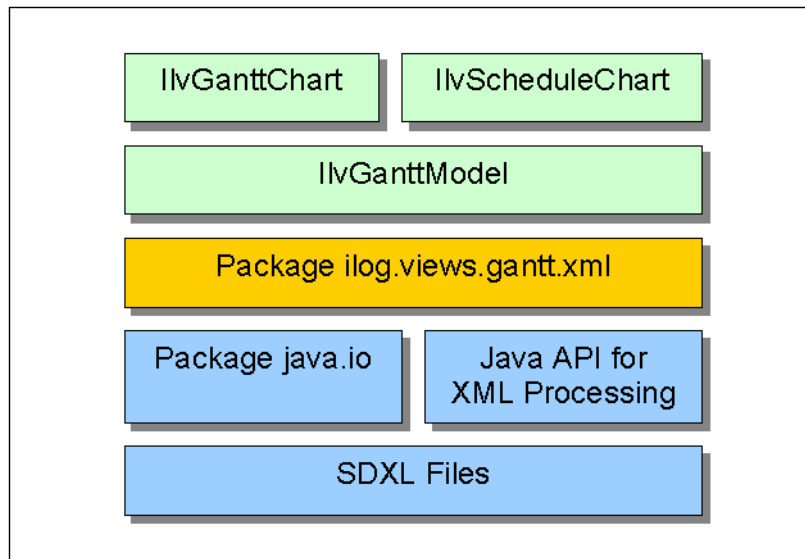 IlvGanttChart
IlvScheduleChart
IlvGanttModel
Package ilog.views.gantt.xml
Package java.io
Java API for
XML Processing
SDXL Files